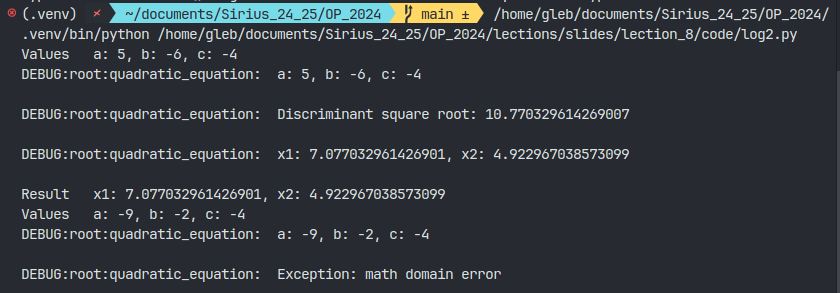 (.venv) ~/documents/Sirius_24_25/OP_2024 main ± /home/gleb/documents/Sirius_24_25/OP_2024/
.venv/bin/python /home/gleb/documents/Sirius_24_25/OP_2024/lections/slides/lection_8/code/log2.py
Values   a: 5, b: -6, c: -4
DEBUG:root:quadratic_equation:  a: 5, b: -6, c: -4
DEBUG:root:quadratic_equation:  Discriminant square root: 10.770329614269007
DEBUG:root:quadratic_equation:  x1: 7.077032961426901, x2: 4.922967038573099
Result   x1: 7.077032961426901, x2: 4.922967038573099
Values   a: -9, b: -2, c: -4
DEBUG:root:quadratic_equation:  a: -9, b: -2, c: -4
DEBUG:root:quadratic_equation:  Exception: math domain error